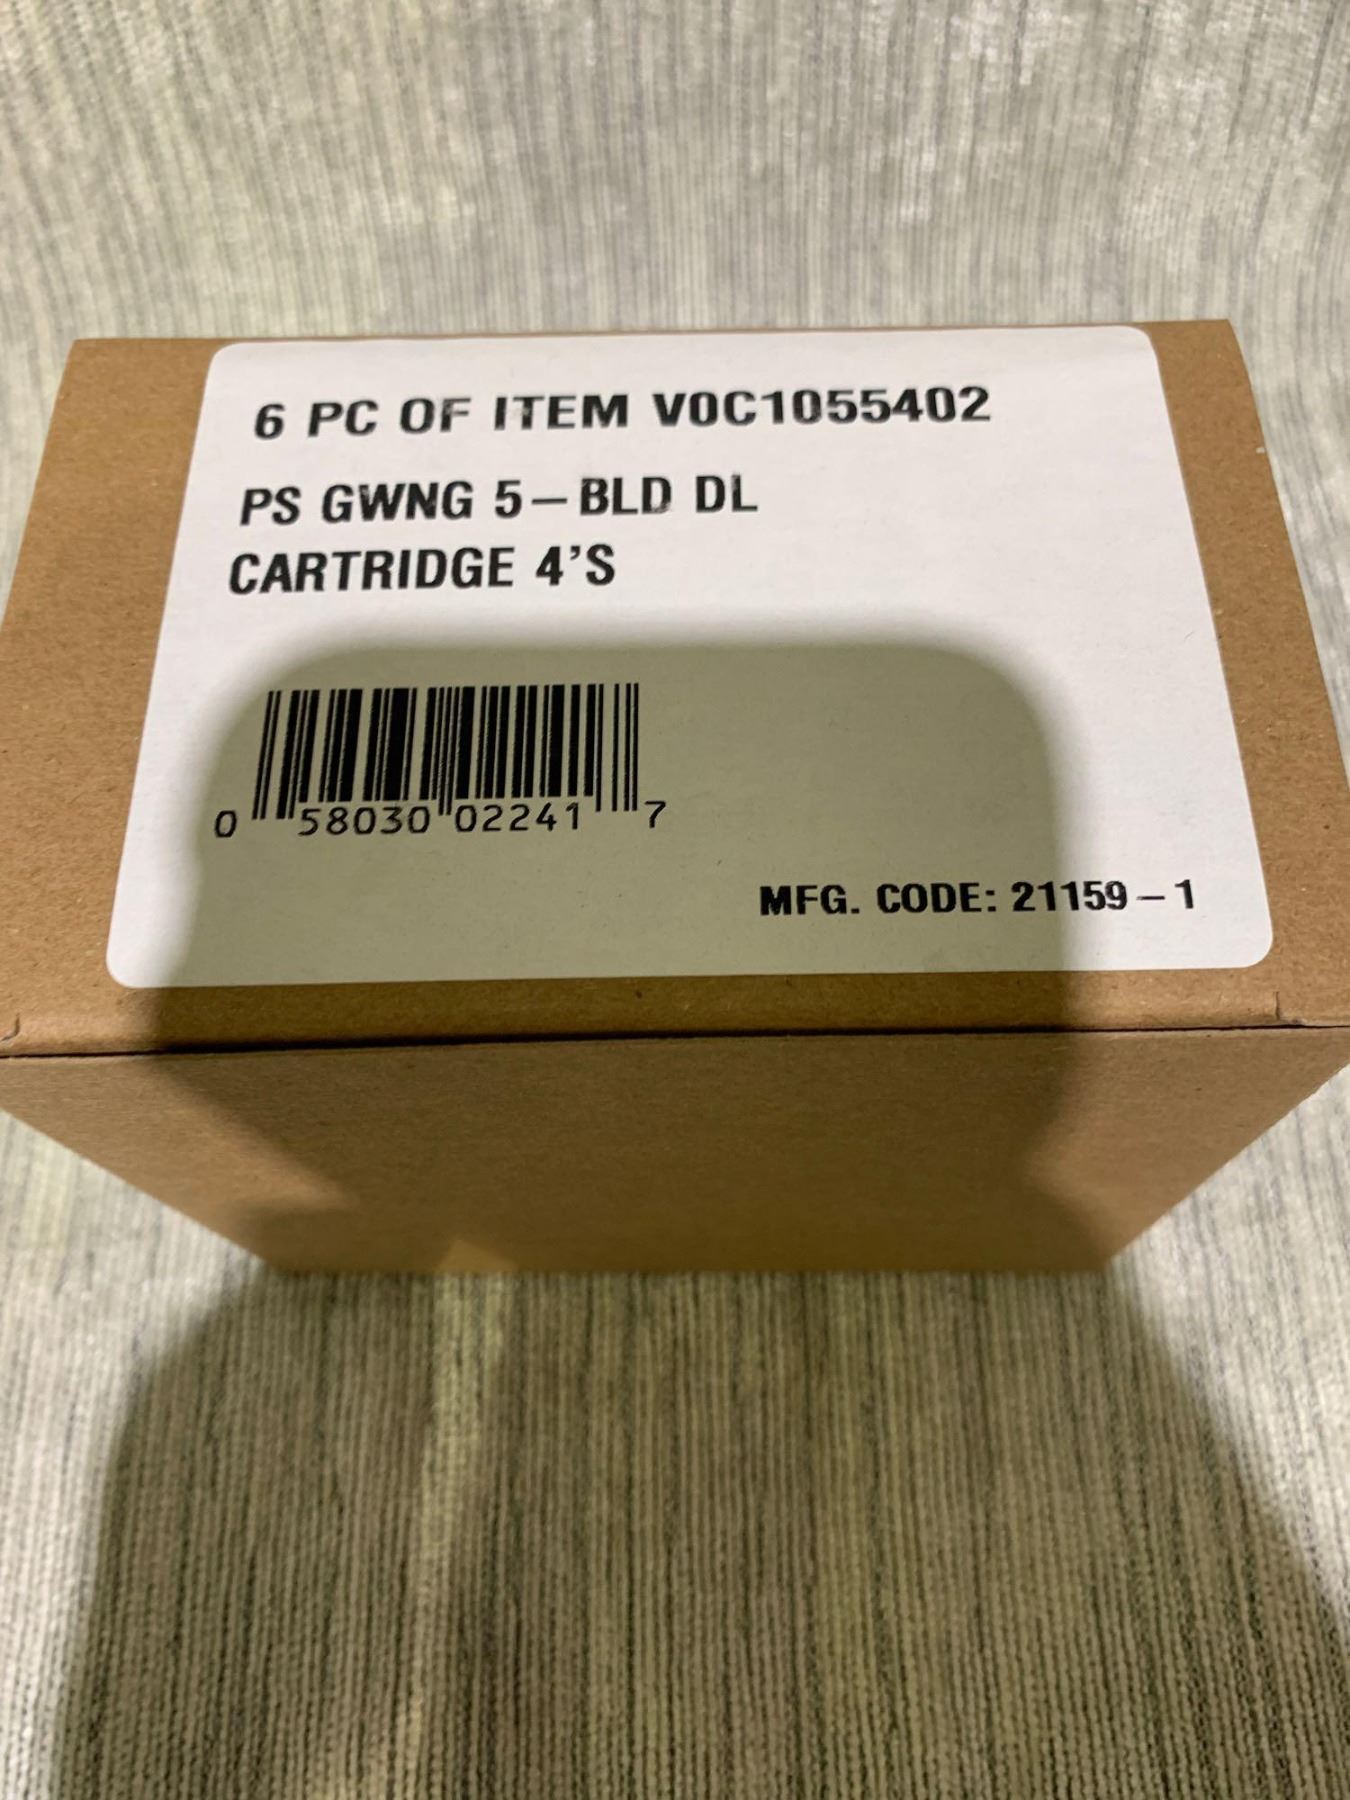 6 PC OF ITEM V0C1055402
PS GWNG 5-BLD DL
CARTRIDGE 4'S
0 58030 02241 7
MFG. CODE: 21159-1